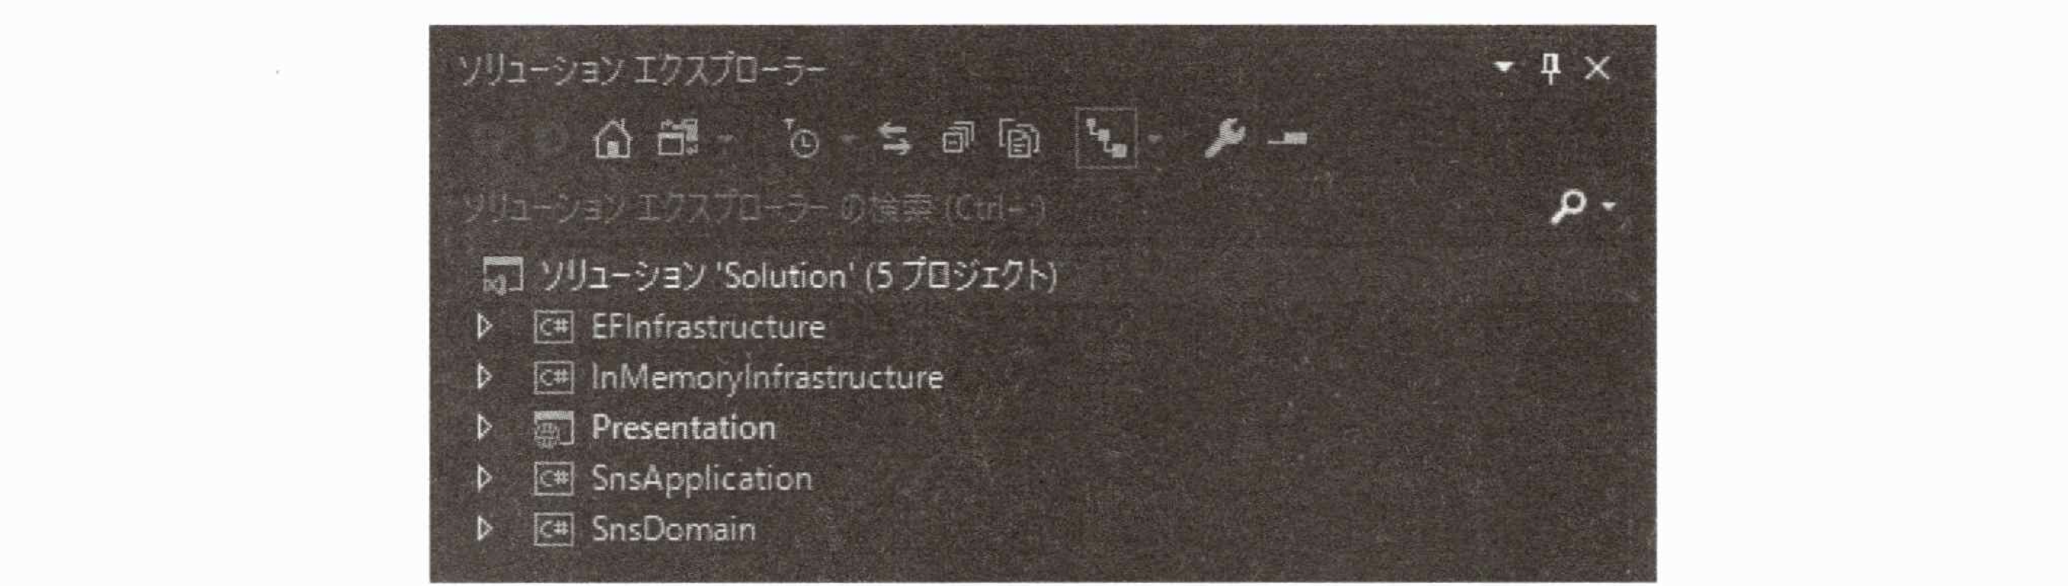 ソリューション エクスプローラー
ソリューション エクスプローラー の検索 (Ctrl+:)
ソリューション 'Solution' (5 プロジェクト)
EFInfrastructure
InMemoryInfrastructure
Presentation
SnsApplication
SnsDomain